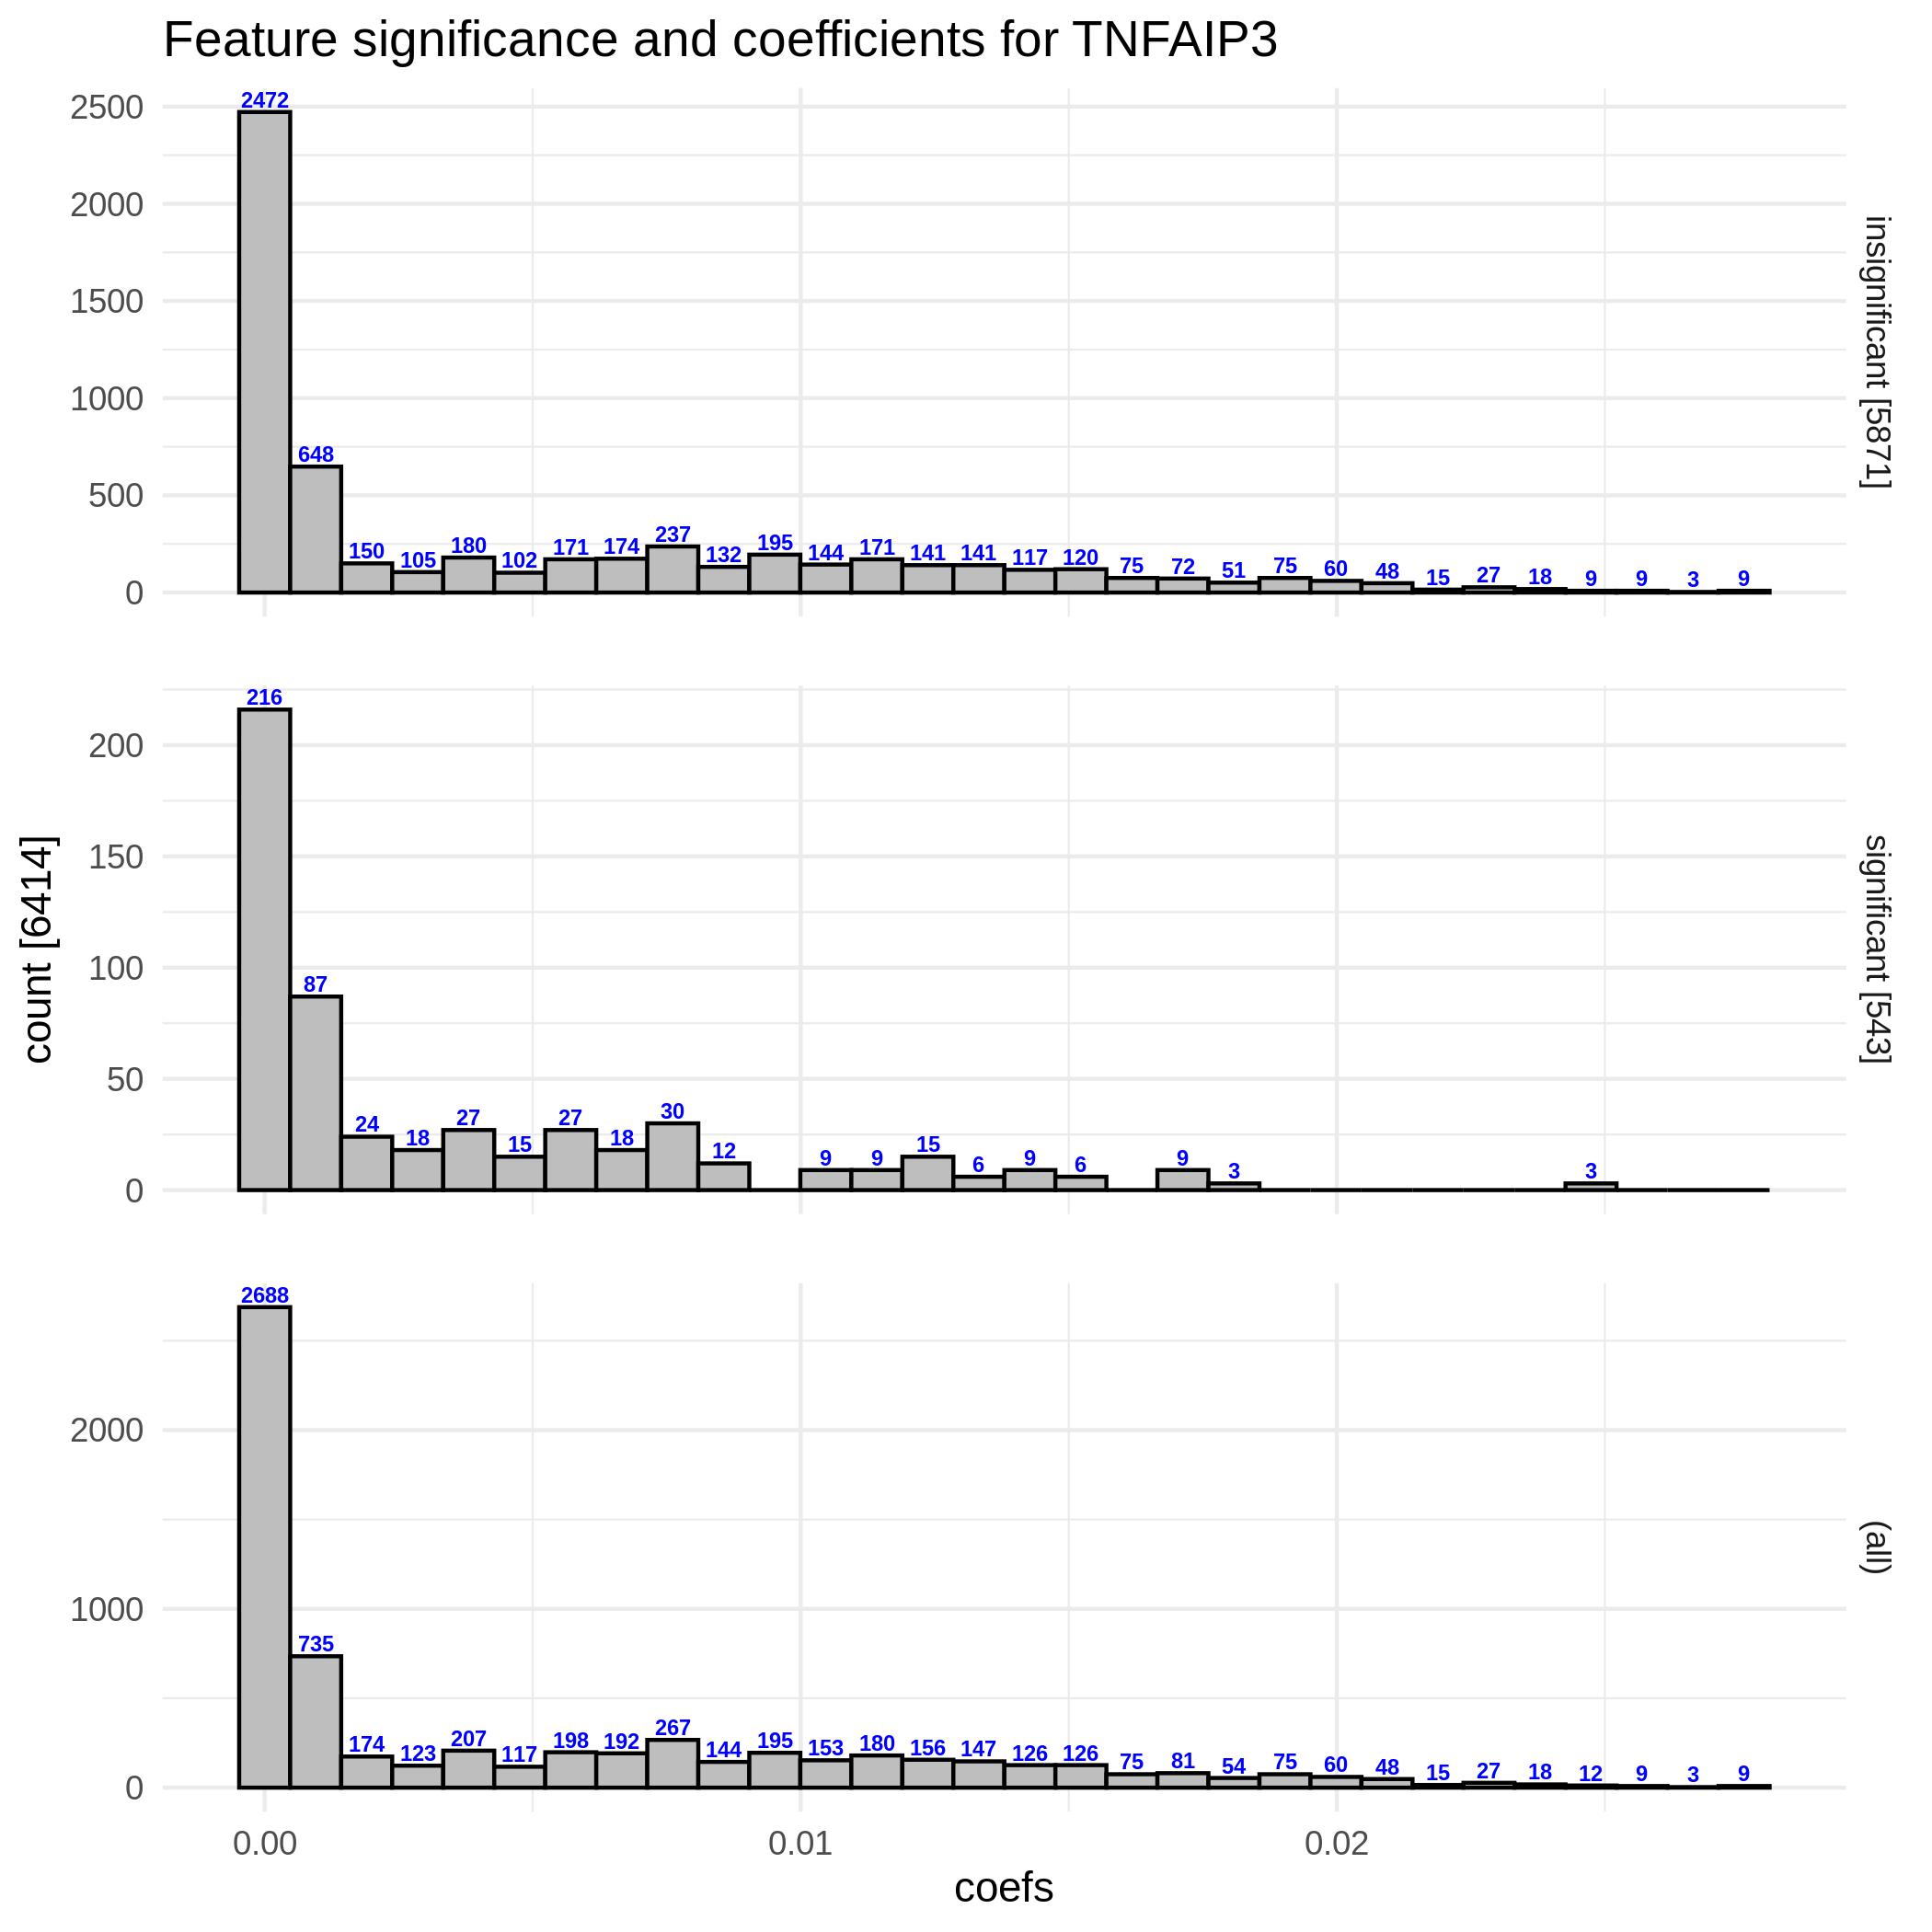 Feature significance and coefficients for TNFAIP3
2500
2000
1500
1000
500
0
2472
648
150 105 180 102 171 174 237 132 195 144 171 141 141 117 120 75 72 51 75 60 48 15 27 18 9 9 3 9
insignificant [5871]
200
150
100
50
0
216
87
24 18 27 15 27 18 30 12 9 9 15 6 9 6 9 3 3
significant [543]
count [6414]
2000
1000
0
2688
735
174 123 207 117 198 192 267 144 195 153 180 156 147 126 126 75 81 54 75 60 48 15 27 18 12 9 3 9
(all)
0.00 0.01 0.02
coefs